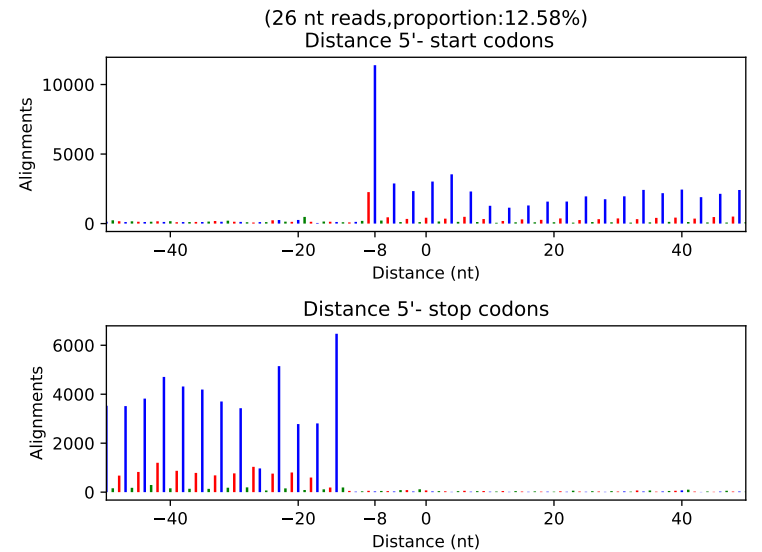 (26 nt reads,proportion:12.58%)
Distance 5'- start codons
10000
5000
0
Alignments
−40 −20 −8 0 20 40
Distance (nt)
Distance 5'- stop codons
6000
4000
2000
0
Alignments
−40 −20 −8 0 20 40
Distance (nt)